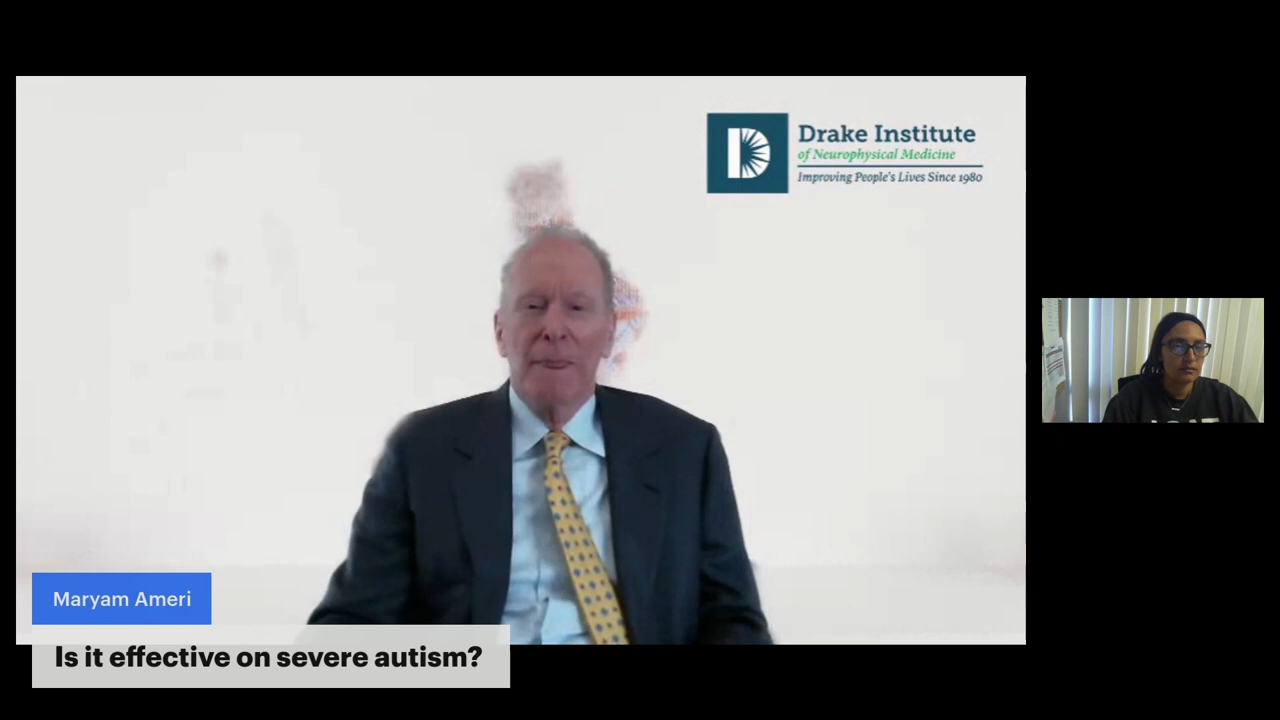 Drake Institute
of Neurophysical Medicine
Improving People's Lives Since 1980
Maryam Ameri
Is it effective on severe autism?